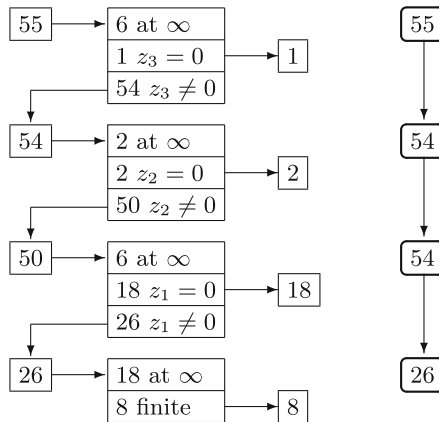 55 6 at ∞ 55
1 z₃ = 0 1
54 z₃ ≠ 0
54 2 at ∞ 54
2 z₂ = 0 2
50 z₂ ≠ 0
50 6 at ∞ 54
18 z₁ = 0 18
26 z₁ ≠ 0
26 18 at ∞ 26
8 finite 8